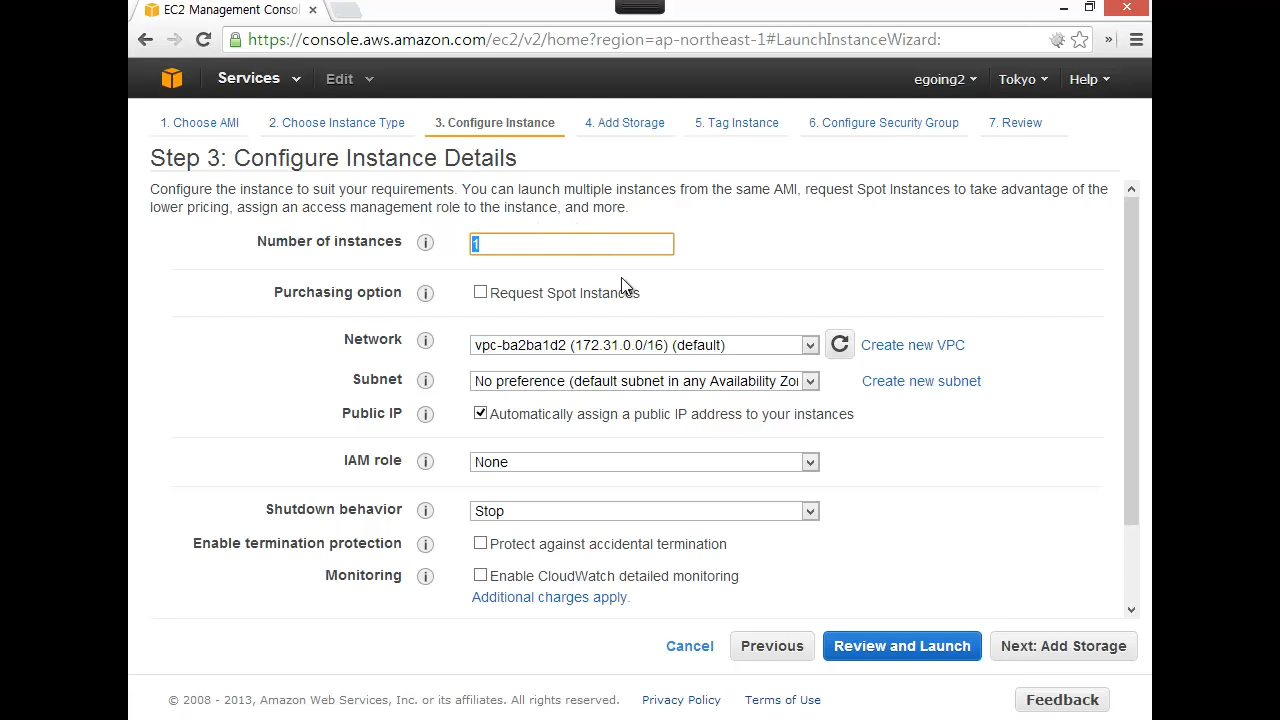 EC2 Management Consol
https://console.aws.amazon.com/ec2/v2/home?region=ap-northeast-1#LaunchInstanceWizard:
Services Edit egoing2 Tokyo Help
1. Choose AMI 2. Choose Instance Type 3. Configure Instance 4. Add Storage 5. Tag Instance 6. Configure Security Group 7. Review
Step 3: Configure Instance Details
Configure the instance to suit your requirements. You can launch multiple instances from the same AMI, request Spot Instances to take advantage of the
lower pricing, assign an access management role to the instance, and more.
Number of instances 1
Purchasing option Request Spot Instances
Network vpc-ba2ba1d2 (172.31.0.0/16) (default) Create new VPC
Subnet No preference (default subnet in any Availability Zo Create new subnet
Public IP Automatically assign a public IP address to your instances
IAM role None
Shutdown behavior Stop
Enable termination protection Protect against accidental termination
Monitoring Enable CloudWatch detailed monitoring
Additional charges apply.
Cancel Previous Review and Launch Next: Add Storage
© 2008 - 2013, Amazon Web Services, Inc. or its affiliates. All rights reserved. Privacy Policy Terms of Use Feedback